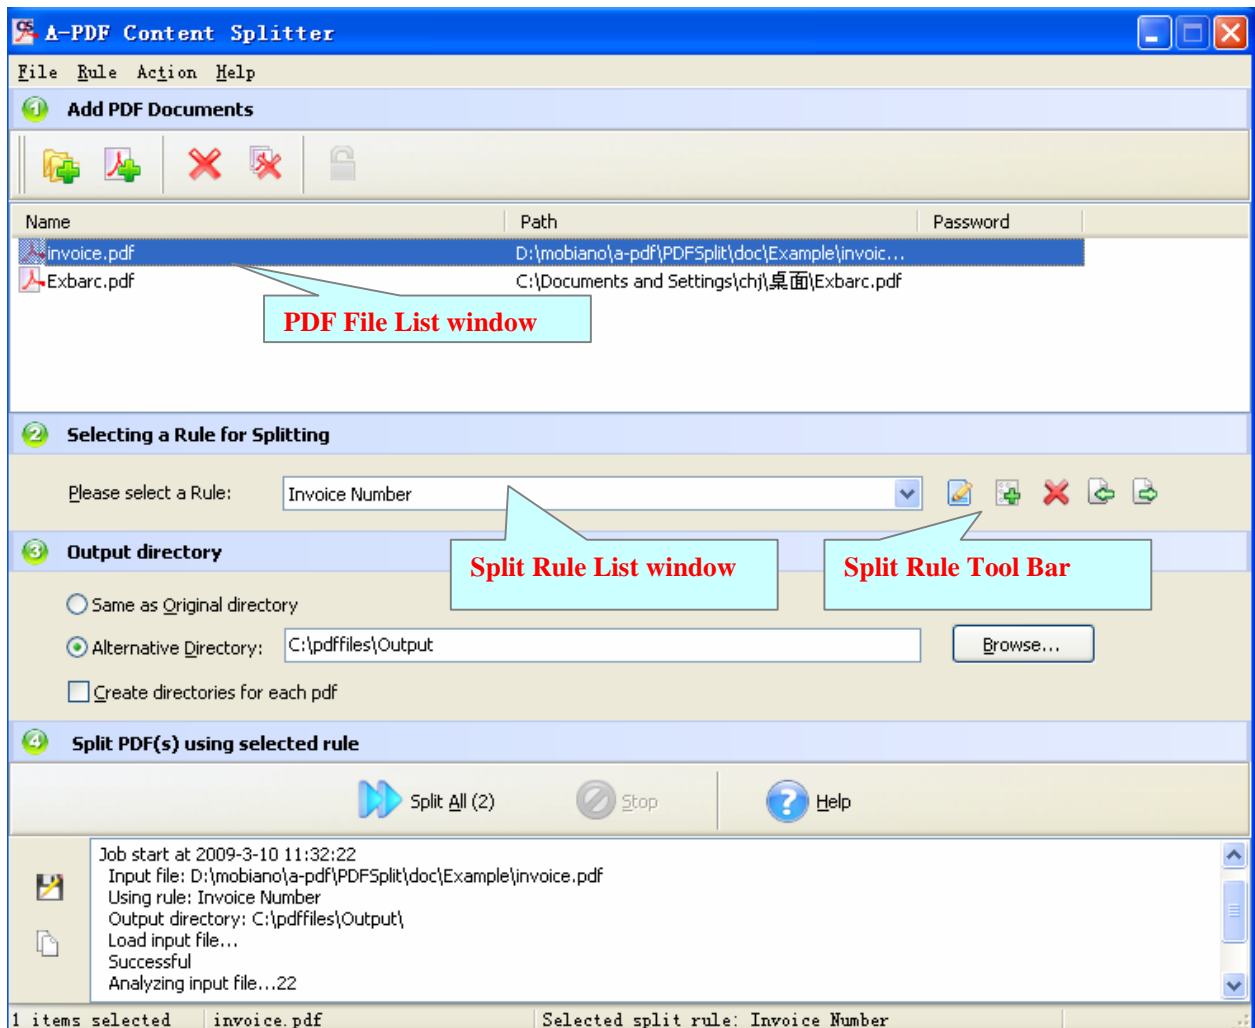 A-PDF Content Splitter
File Rule Action Help
1 Add PDF Documents
Name Path Password
invoice.pdf D:\mobiano\a-pdf\PDFSplit\doc\Example\invoic...
Exbarc.pdf C:\Documents and Settings\chj\桌面\Exbarc.pdf
PDF File List window
2 Selecting a Rule for Splitting
Please select a Rule: Invoice Number
3 Output directory
Split Rule List window
Split Rule Tool Bar
Same as Original directory
Alternative Directory: C:\pdffiles\Output Browse...
Create directories for each pdf
4 Split PDF(s) using selected rule
Split All (2) Stop Help
Job start at 2009-3-10 11:32:22
Input file: D:\mobiano\a-pdf\PDFSplit\doc\Example\invoice.pdf
Using rule: Invoice Number
Output directory: C:\pdffiles\Output\
Load input file...
Successful
Analyzing input file...22
1 items selected invoice.pdf Selected split rule: Invoice Number